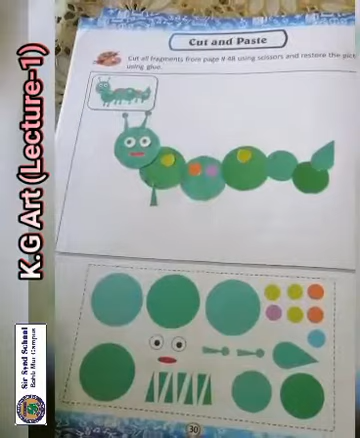 K.G Art (Lecture-1)
Sir Syed School
Cut and Paste
Cut all fragments from page # 48 using scissors and restore the pict
using glue.
30